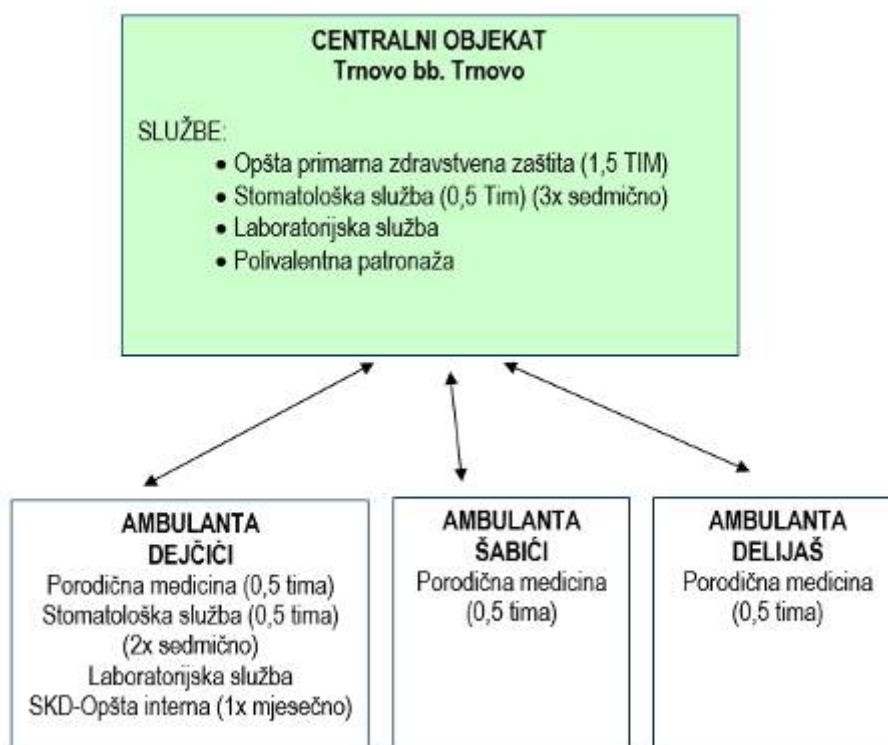 CENTRALNI OBJEKAT
Trnovo bb. Trnovo
SLUŽBE:
• Opšta primarna zdravstvena zaštita (1,5 TIM)
• Stomatološka služba (0,5 Tim) (3x sedmično)
• Laboratorijska služba
• Polivalentna patronaža
AMBULANTA
DEJČIĆI
Porodična medicina (0,5 tima)
Stomatološka služba (0,5 tima)
(2x sedmično)
Laboratorijska služba
SKD-Opšta interna (1x mjesečno)
AMBULANTA
ŠABIĆI
Porodična medicina
(0,5 tima)
AMBULANTA
DELIJAŠ
Porodična medicina
(0,5 tima)